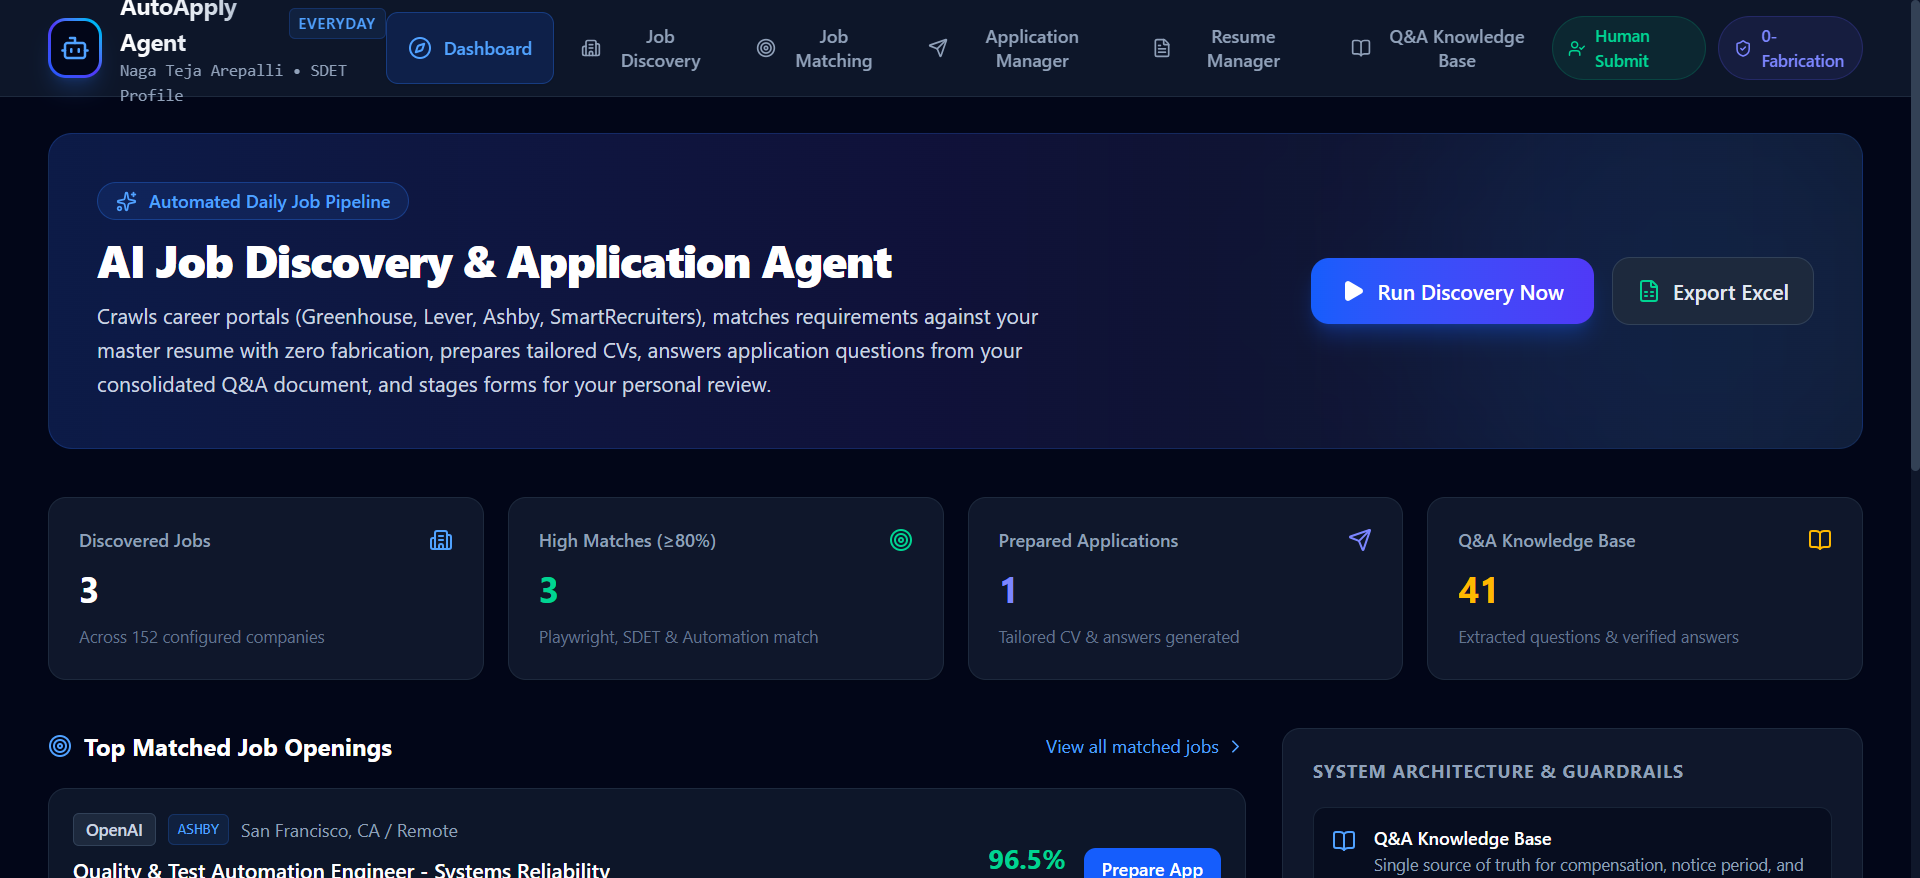 AutoApply
Agent
EVERYDAY
Naga Teja Arepalli • SDET
Profile
Dashboard
Job
Discovery
Job
Matching
Application
Manager
Resume
Manager
Q&A Knowledge
Base
Human
Submit
0-
Fabrication
Automated Daily Job Pipeline
AI Job Discovery & Application Agent
Crawls career portals (Greenhouse, Lever, Ashby, SmartRecruiters), matches requirements against your
master resume with zero fabrication, prepares tailored CVs, answers application questions from your
consolidated Q&A document, and stages forms for your personal review.
Run Discovery Now
Export Excel
Discovered Jobs
3
Across 152 configured companies
High Matches (≥80%)
3
Playwright, SDET & Automation match
Prepared Applications
1
Tailored CV & answers generated
Q&A Knowledge Base
41
Extracted questions & verified answers
Top Matched Job Openings
View all matched jobs
OpenAI
ASHBY
San Francisco, CA / Remote
Quality & Test Automation Engineer - Systems Reliability
96.5%
Prepare App
SYSTEM ARCHITECTURE & GUARDRAILS
Q&A Knowledge Base
Single source of truth for compensation, notice period, and